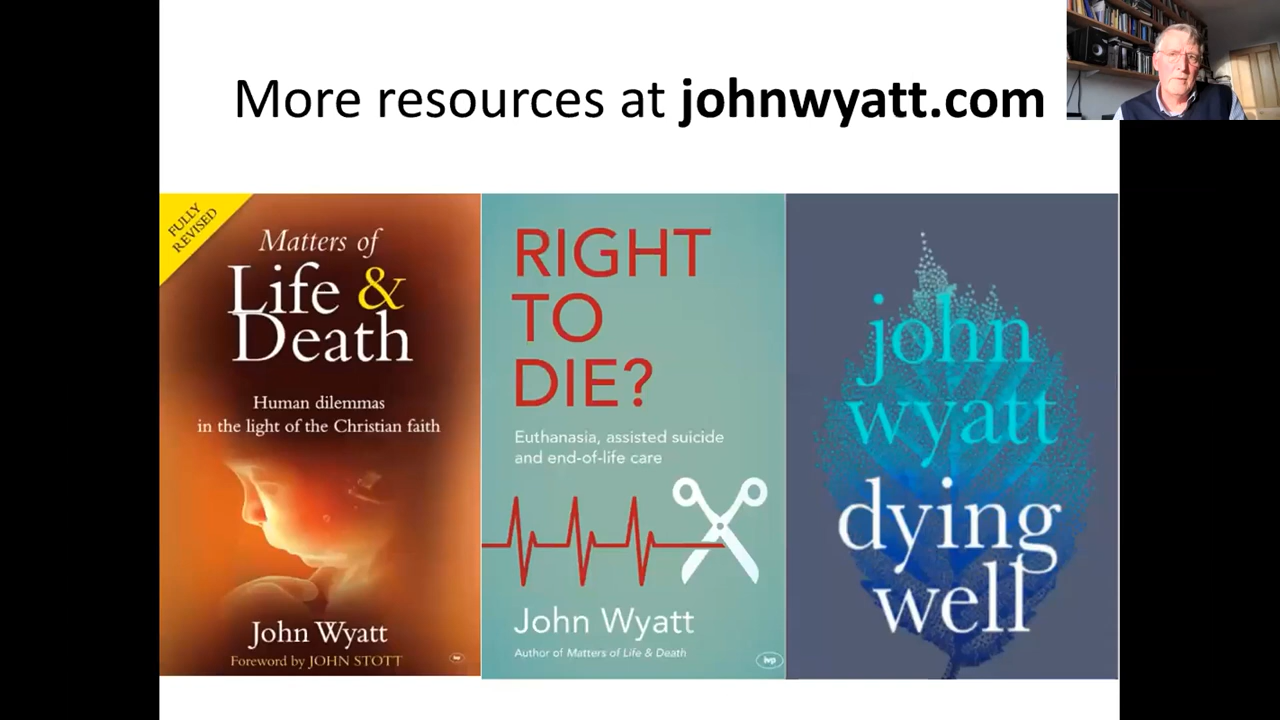 More resources at johnwyatt.com
FULLY
REVISED
Matters of
Life &
Death
Human dilemmas
in the light of the Christian faith
John Wyatt
Foreword by JOHN STOTT
ivp
RIGHT
TO
DIE?
Euthanasia, assisted suicide
and end-of-life care
John Wyatt
Author of Matters of Life & Death
ivp
john
wyatt
dying
well